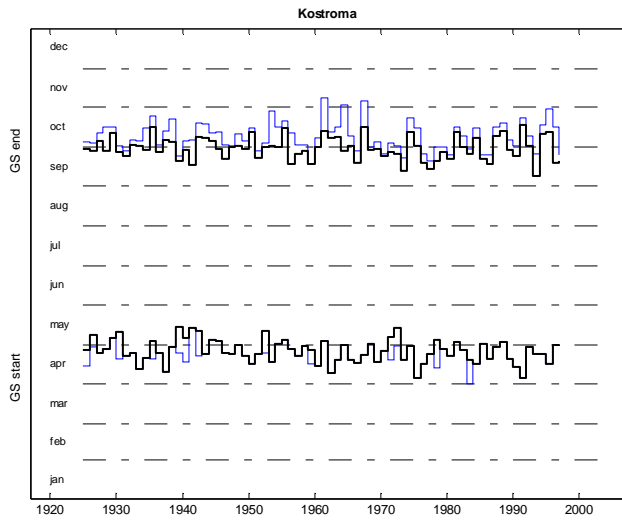 Kostroma
dec
nov
oct
sep
aug
jul
jun
may
apr
mar
feb
jan
GS end
GS start
1920 1930 1940 1950 1960 1970 1980 1990 2000